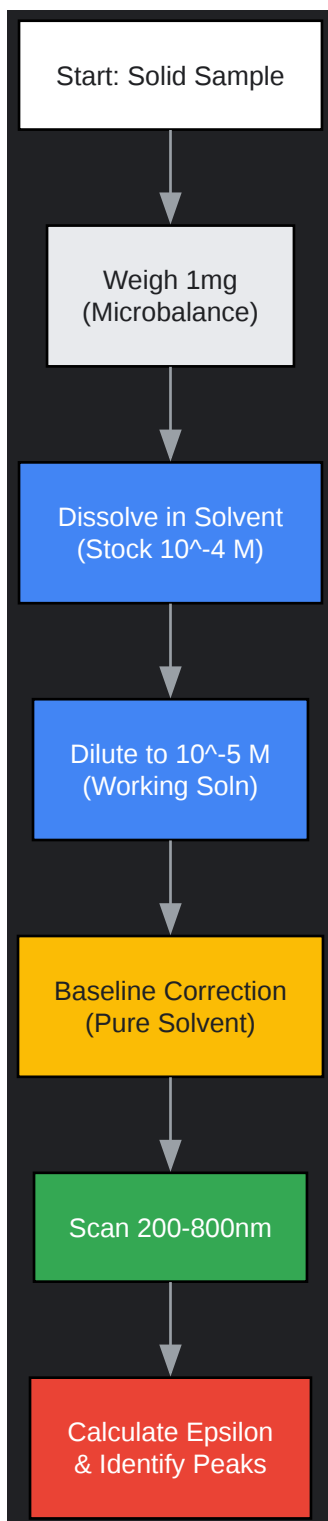 Start: Solid Sample
Weigh 1mg
(Microbalance)
Dissolve in Solvent
(Stock 10^-4 M)
Dilute to 10^-5 M
(Working Soln)
Baseline Correction
(Pure Solvent)
Scan 200-800nm
Calculate Epsilon
& Identify Peaks